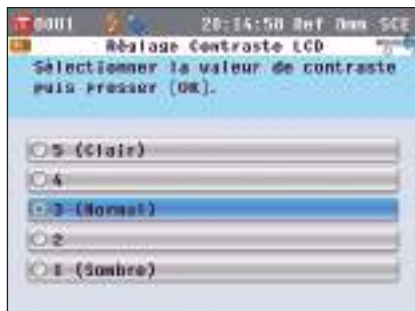 0001 20:14:50 Ref 0mm SCE
Réglage Contraste LCD
Sélectionner la valeur de contraste
puis presser [OK].
5 (Clair)
4
3 (Normal)
2
1 (Sombre)